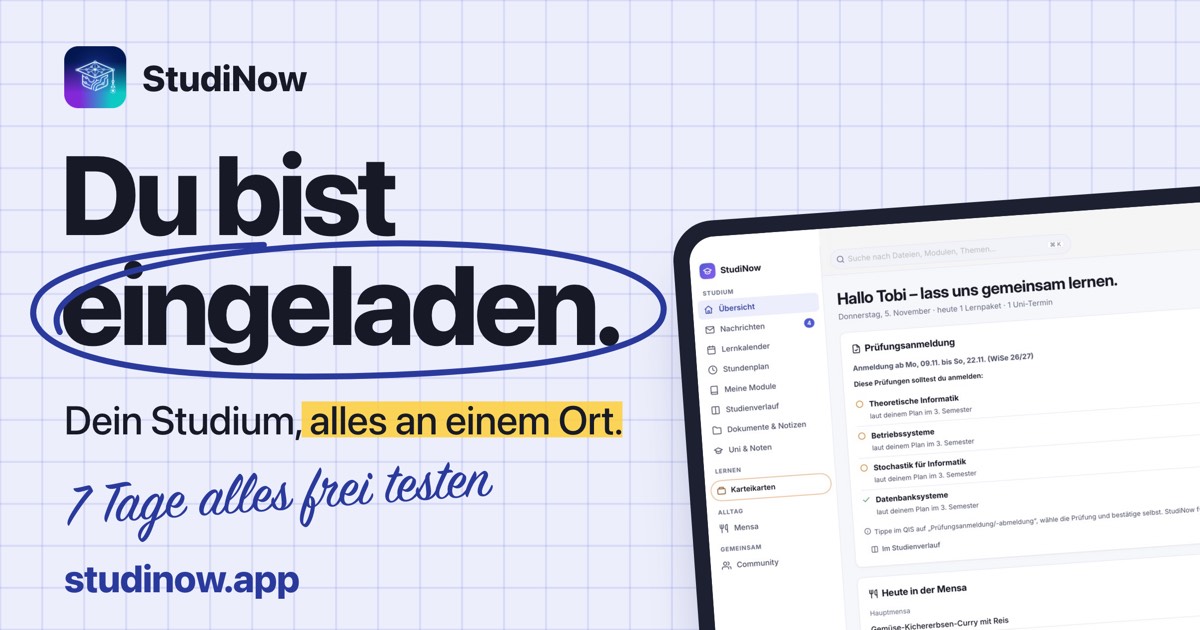 StudiNow
Du bist
eingeladen.
Dein Studium, alles an einem Ort.
7 Tage alles frei testen
studinow.app
StudiNow
STUDIUM
Übersicht
Nachrichten
4
Lernkalender
Stundenplan
Meine Module
Studienverlauf
Dokumente & Notizen
Uni & Noten
LERNEN
Karteikarten
ALLTAG
Mensa
GEMEINSAM
Community
Suche nach Dateien, Modulen, Themen...
⌘ K
Hallo Tobi – lass uns gemeinsam lernen.
Donnerstag, 5. November · heute 1 Lernpaket · 1 Uni-Termin
Prüfungsanmeldung
Anmeldung ab Mo, 09.11. bis So, 22.11. (WiSe 26/27)
Diese Prüfungen solltest du anmelden:
Theoretische Informatik
laut deinem Plan im 3. Semester
Betriebssysteme
laut deinem Plan im 3. Semester
Stochastik für Informatik
laut deinem Plan im 3. Semester
Datenbanksysteme
laut deinem Plan im 3. Semester
Tippe im QIS auf „Prüfungsanmeldung/-abmeldung“, wähle die Prüfung und bestätige selbst. StudiNow
Im Studienverlauf
Heute in der Mensa
Hauptmensa
Gemüse-Kichererbsen-Curry mit Reis